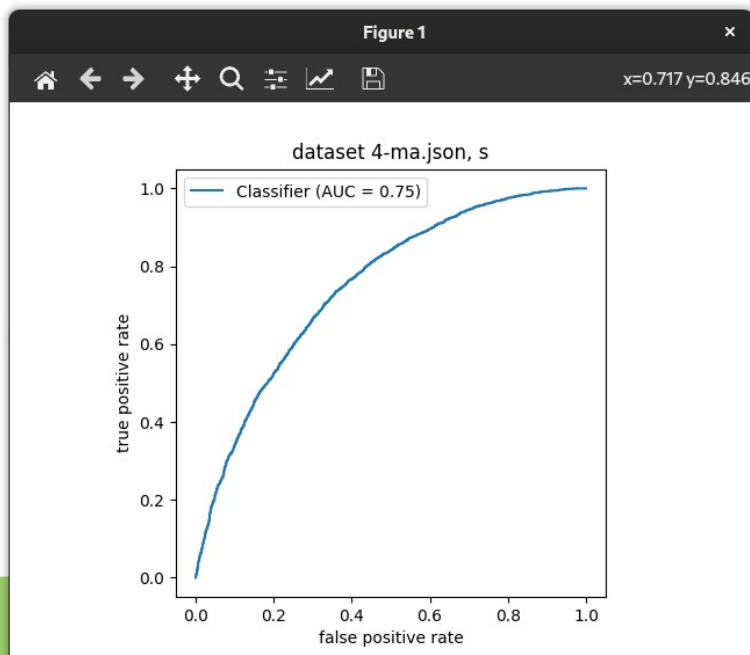 Figure 1
x=0.717 y=0.846
dataset 4-ma.json, s
Classifier (AUC = 0.75)
true positive rate
1.0
0.8
0.6
0.4
0.2
0.0
0.0 0.2 0.4 0.6 0.8 1.0
false positive rate